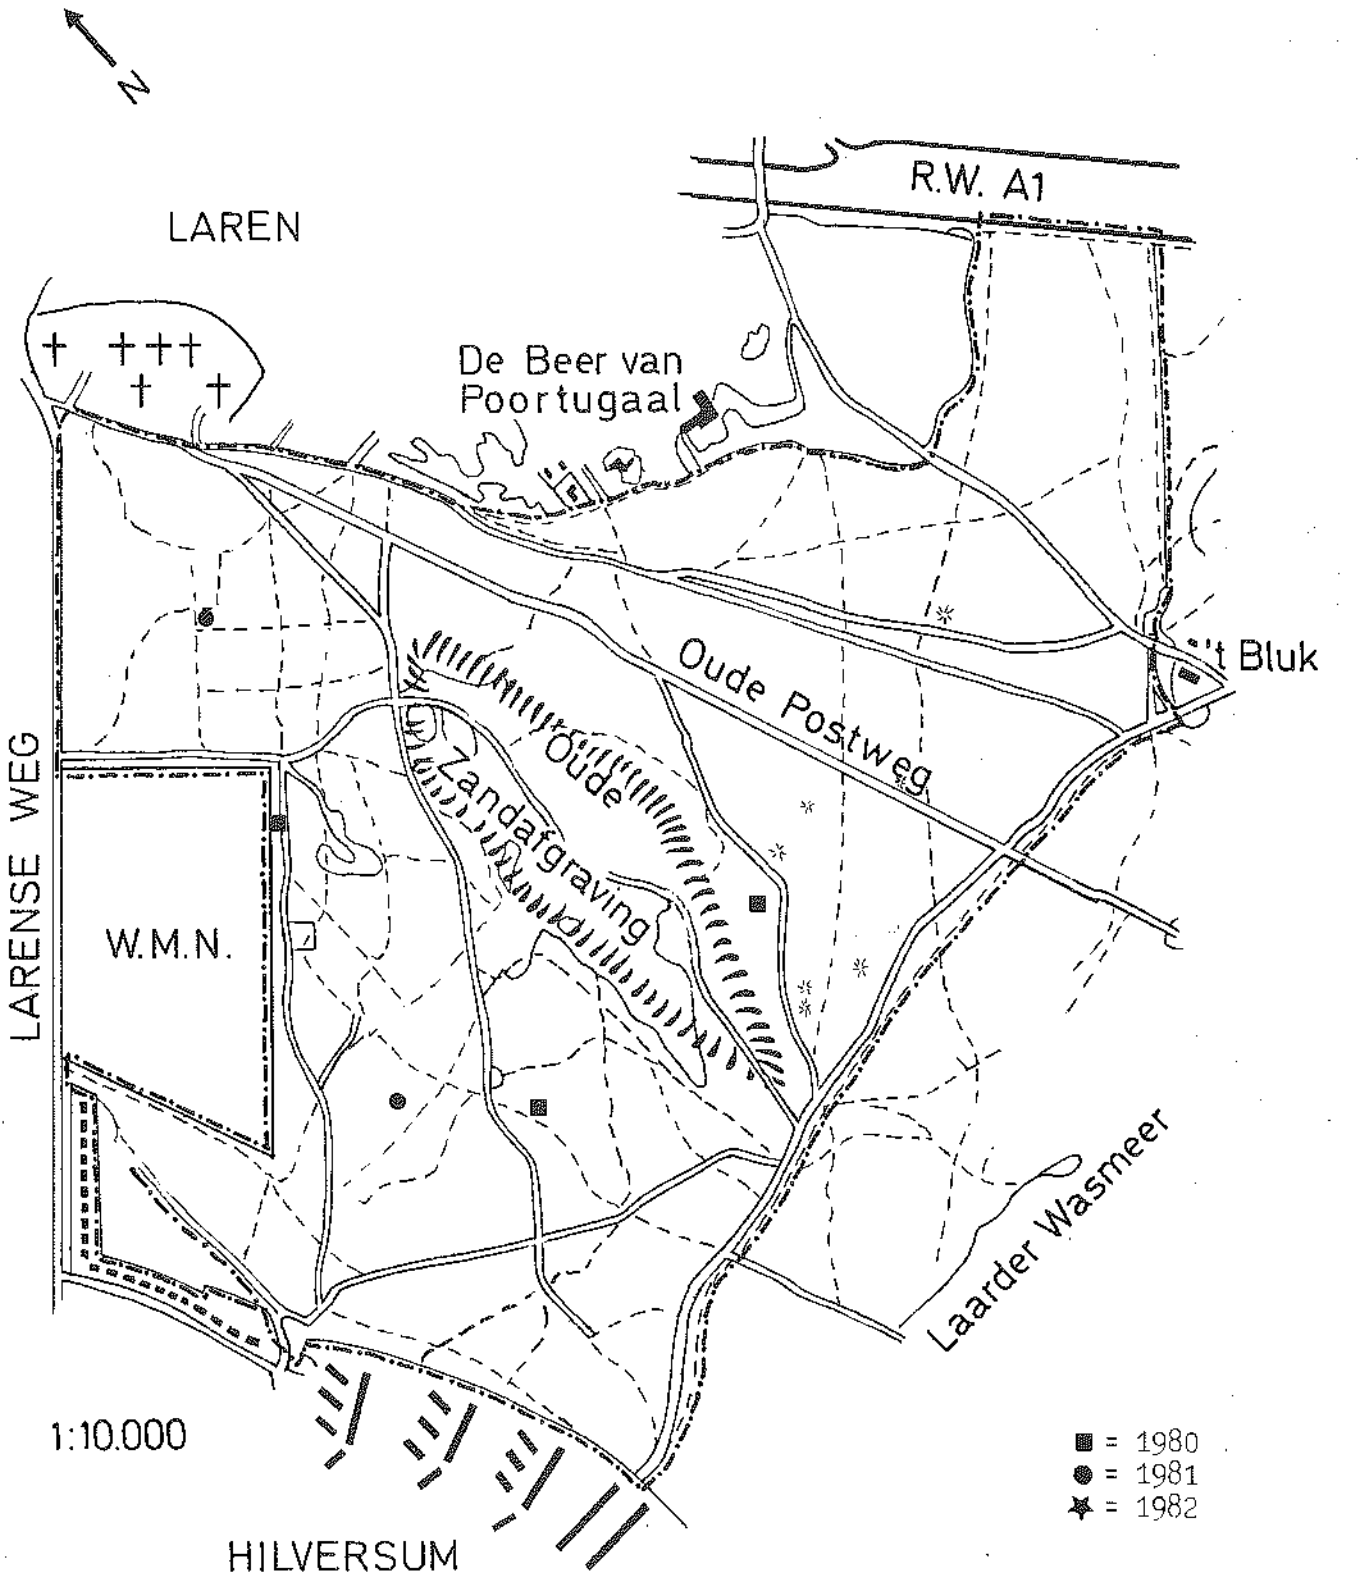 N
R.W. A1
LAREN
De Beer van
Poortugaal
't Bluk
Oude Postweg
Oude
Zandafgraving
LARENSE WEG
W.M.N.
Laarder Wasmeer
1:10.000
■ = 1980
● = 1981
★ = 1982
HILVERSUM